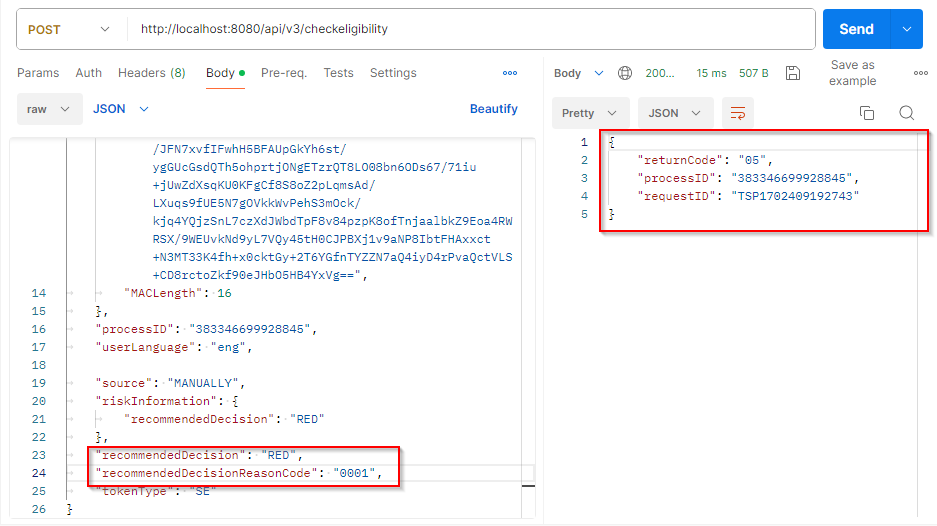 POST
http://localhost:8080/api/v3/checkeligibility
Send
Params Auth Headers (8) Body Pre-req. Tests Settings
raw JSON Beautify
/JFN7xvfIFwhH5BFAUpGkYh6st/
ygGUcGsdQTh5ohprtjONgETzrQT8LO08bn6ODs67/71iu
+jUwZdXsqKU0KFgCf8S8oZ2pLqmsAd/
LXuqs9fUE5N7gOVkkWvPehS3mOck/
kjq4YQjzSnL7czXdJWbdTpF8v84pzpK8ofTnjaalbkZ9Eoa4RW
RSX/9WEUvkNd9yL7VQy45tH0CJPBXj1v9aNP8IbtFHAxxct
+N3MT33K4fh+x0cktGy+2T6YGfnTYZZN7aQ4iyD4rPvaQctVLS
+CD8rctoZkf90eJHbO5HB4YxVg==",
14 "MACLength": 16
15 },
16 "processID": "383346699928845",
17 "userLanguage": "eng",
18
19 "source": "MANUALLY",
20 "riskInformation": {
21 "recommendedDecision": "RED"
22 },
23 "recommendedDecision": "RED",
24 "recommendedDecisionReasonCode": "0001",
25 "tokenType": "SE"
26 }
Body 200... 15 ms 507 B Save as
example
Pretty JSON
1 {
2 "returnCode": "05",
3 "processID": "383346699928845",
4 "requestID": "TSP1702409192743"
5 }